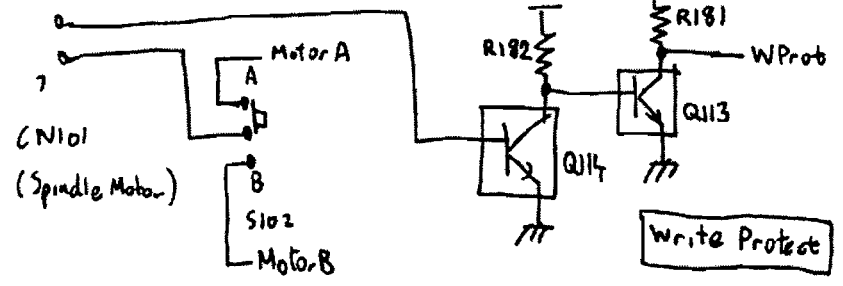 R181
R182
Motor A
WProt
A
7
Q113
CN101
Q114
(Spindle Motor)
B
S102
Write Protect
Motor B